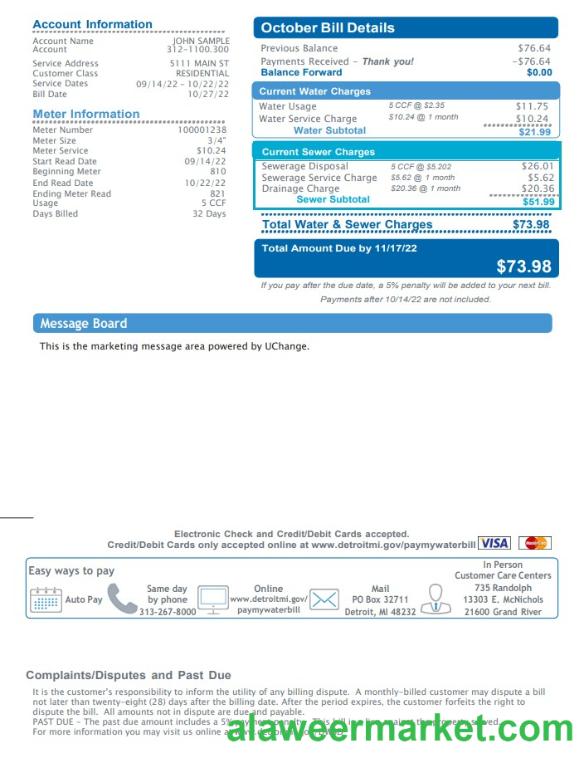 Account Information
Account Name JOHN SAMPLE
Account 312-1100.300
Service Address 5111 MAIN ST
Customer Class RESIDENTIAL
Service Dates 09/14/22 - 10/22/22
Bill Date 10/27/22
Meter Information
Meter Number 100001238
Meter Size 3/4"
Meter Service $10.24
Start Read Date 09/14/22
Beginning Meter 810
End Read Date 10/22/22
Ending Meter Read 821
Usage 5 CCF
Days Billed 32 Days
October Bill Details
Previous Balance $76.64
Payments Received – Thank you! -$76.64
Balance Forward $0.00
Current Water Charges
Water Usage 5 CCF @ $2.35 $11.75
Water Service Charge $10.24 @ 1 month $10.24
Water Subtotal $21.99
Current Sewer Charges
Sewerage Disposal 5 CCF @ $5.202 $26.01
Sewerage Service Charge $5.62 @ 1 month $5.62
Drainage Charge $20.36 @ 1 month $20.36
Sewer Subtotal $51.99
Total Water & Sewer Charges $73.98
Total Amount Due by 11/17/22
$73.98
If you pay after the due date, a 5% penalty will be added to your next bill.
Payments after 10/14/22 are not included.
Message Board
This is the marketing message area powered by UChange.
Electronic Check and Credit/Debit Cards accepted.
Credit/Debit Cards only accepted online at www.detroitmi.gov/paymywaterbill VISA MasterCard
Easy ways to pay
Auto Pay
Same day
by phone
313-267-8000
Online
www.detroitmi.gov/
paymywaterbill
Mail
PO Box 32711
Detroit, MI 48232
In Person
Customer Care Centers
735 Randolph
13303 E. McNichols
21600 Grand River
Complaints/Disputes and Past Due
It is the customer's responsibility to inform the utility of any billing dispute. A monthly-billed customer may dispute a bill
not later than twenty-eight (28) days after the billing date. After the period expires, the customer forfeits the right to
dispute the bill. All amounts not in dispute are due and payable.
PAST DUE - The past due amount includes a 5%
For more information you may visit us online at
alaweermarket.com